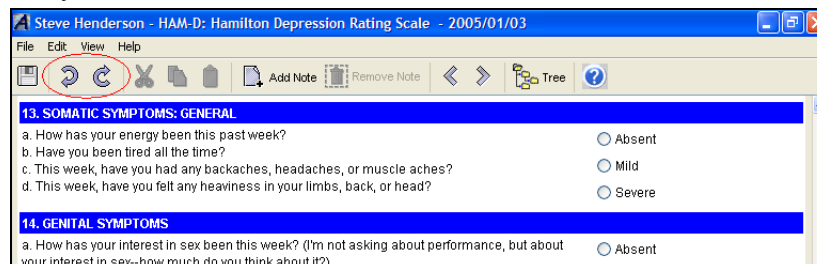 Steve Henderson - HAM-D: Hamilton Depression Rating Scale - 2005/01/03
File Edit View Help
Add Note Remove Note Tree
13. SOMATIC SYMPTOMS: GENERAL
a. How has your energy been this past week?
Absent
b. Have you been tired all the time?
c. This week, have you had any backaches, headaches, or muscle aches?
Mild
d. This week, have you felt any heaviness in your limbs, back, or head?
Severe
14. GENITAL SYMPTOMS
a. How has your interest in sex been this week? (I'm not asking about performance, but about
Absent
your interest in sex--how much do you think about it?)